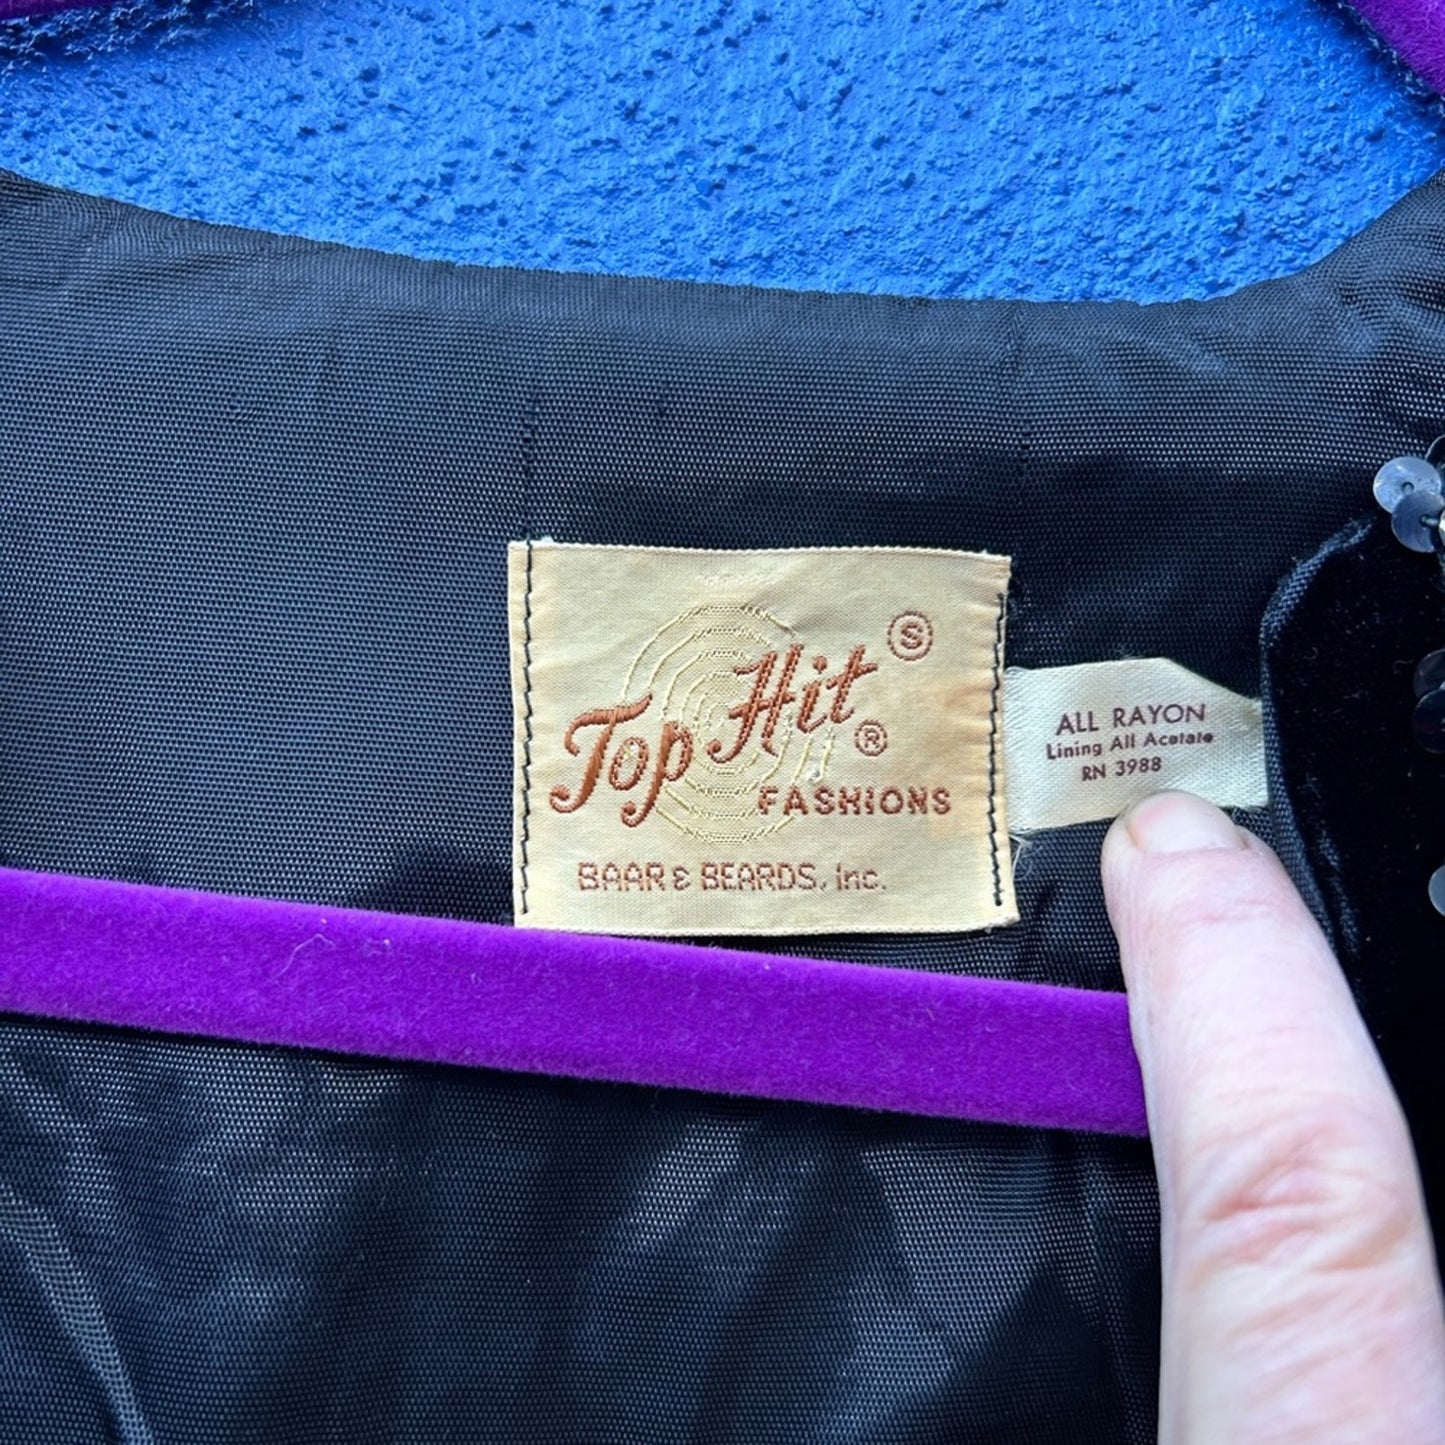 Top Hit Ⓢ
®
FASHIONS
BAAR & BEARDS, Inc.
ALL RAYON
Lining All Acetate
RN 3988